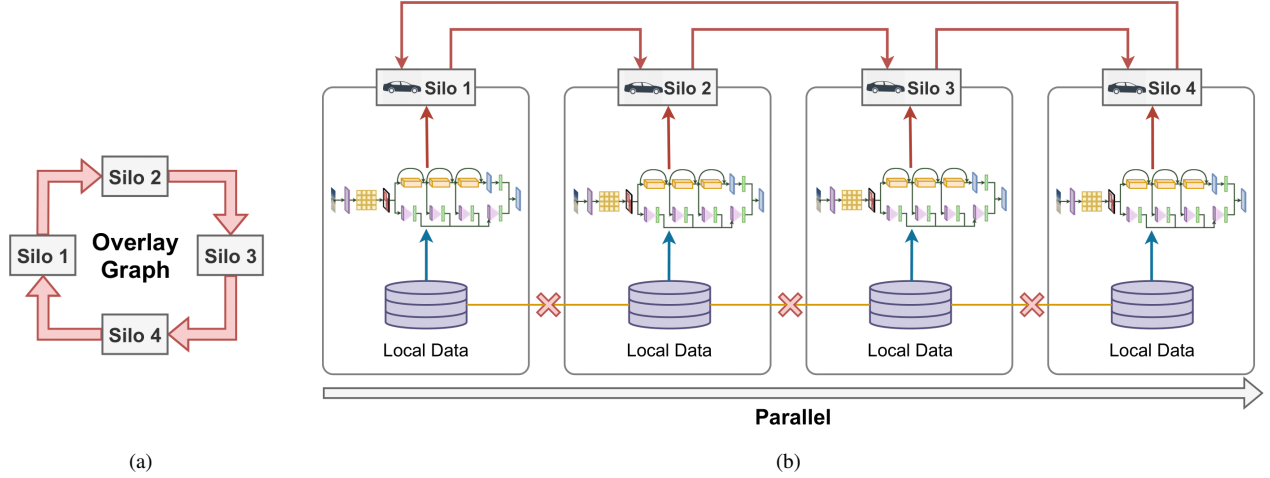 Silo 2
Silo 1
Overlay
Graph
Silo 3
Silo 4
(a)
Silo 1
Silo 2
Silo 3
Silo 4
Local Data
Local Data
Local Data
Local Data
Parallel
(b)